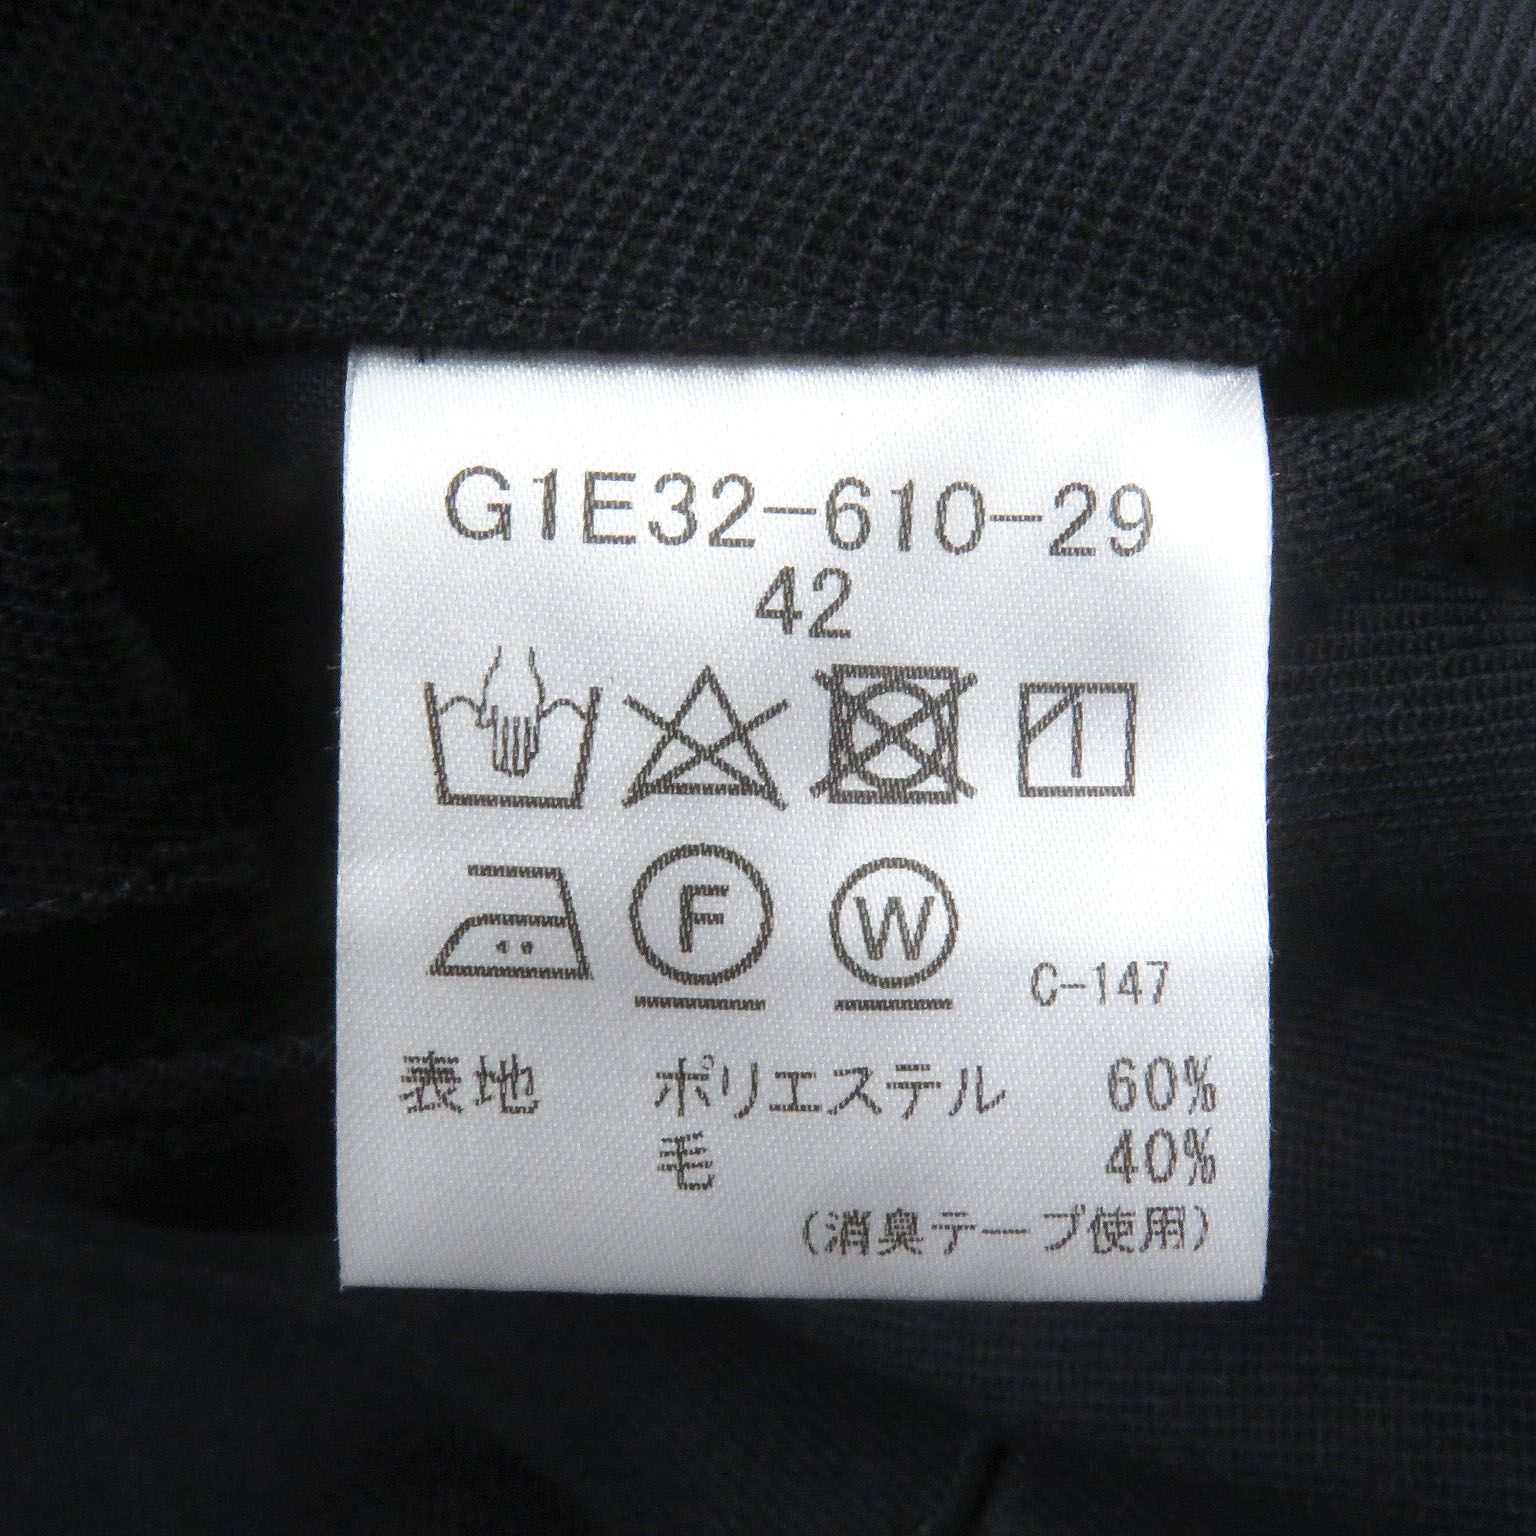 G1E32-610-29
42
F W C-147
表地 ポリエステル 60%
毛 40%
(消臭テープ使用)